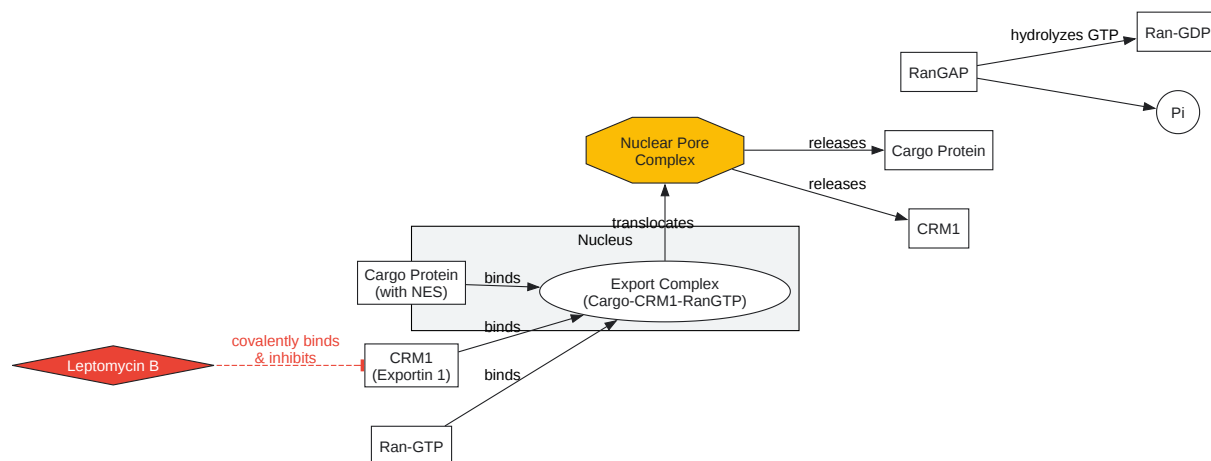 hydrolyzes GTP
Ran-GDP
RanGAP
Pi
Nuclear Pore
Complex
releases
Cargo Protein
releases
CRM1
translocates
Nucleus
Cargo Protein
(with NES)
binds
Export Complex
(Cargo-CRM1-RanGTP)
binds
covalently binds
& inhibits
Leptomycin B
CRM1
(Exportin 1)
binds
Ran-GTP